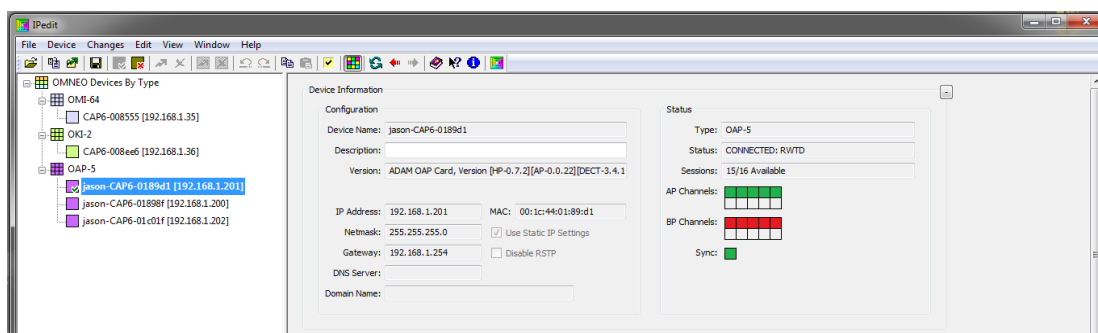 IPedit
File Device Changes Edit View Window Help
OMNEO Devices By Type
OMI-64
CAP6-008555 [192.168.1.35]
OKI-2
CAP6-008ee6 [192.168.1.36]
OAP-5
jason-CAP6-0189d1 [192.168.1.201]
jason-CAP6-01898f [192.168.1.200]
jason-CAP6-01c01f [192.168.1.202]
Device Information
Configuration
Device Name: jason-CAP6-0189d1
Description:
Version: ADAM OAP Card, Version [HP-0.7.2][AP-0.0.22][DECT-3.4.1
IP Address: 192.168.1.201 MAC: 00:1c:44:01:89:d1
Netmask: 255.255.255.0 Use Static IP Settings
Gateway: 192.168.1.254 Disable RSTP
DNS Server:
Domain Name:
Status
Type: OAP-5
Status: CONNECTED: RWTD
Sessions: 15/16 Available
AP Channels:
BP Channels:
Sync: